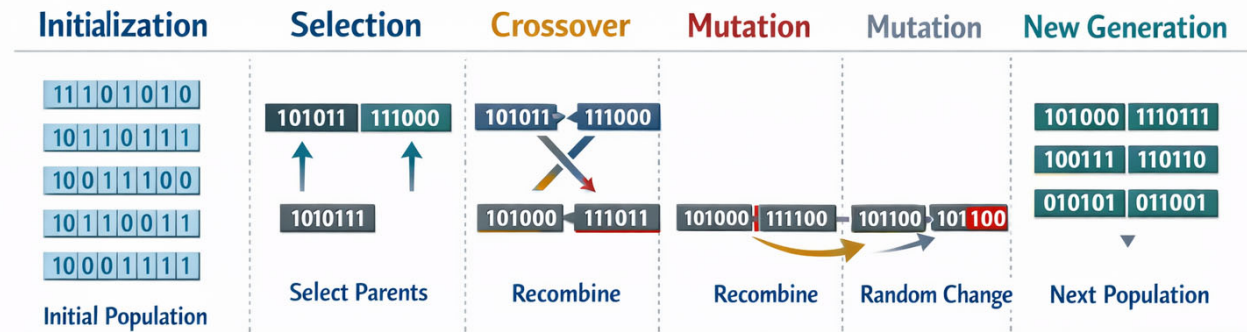 Initialization
Selection
Crossover
Mutation
Mutation
New Generation
11101010
10110111
10011100
10110011
10001111
Initial Population
101011 111000
1010111
Select Parents
101011 111000
101000 111011
Recombine
101000 111100
Recombine
101100 101100
Random Change
101000 1110111
100111 110110
010101 011001
Next Population